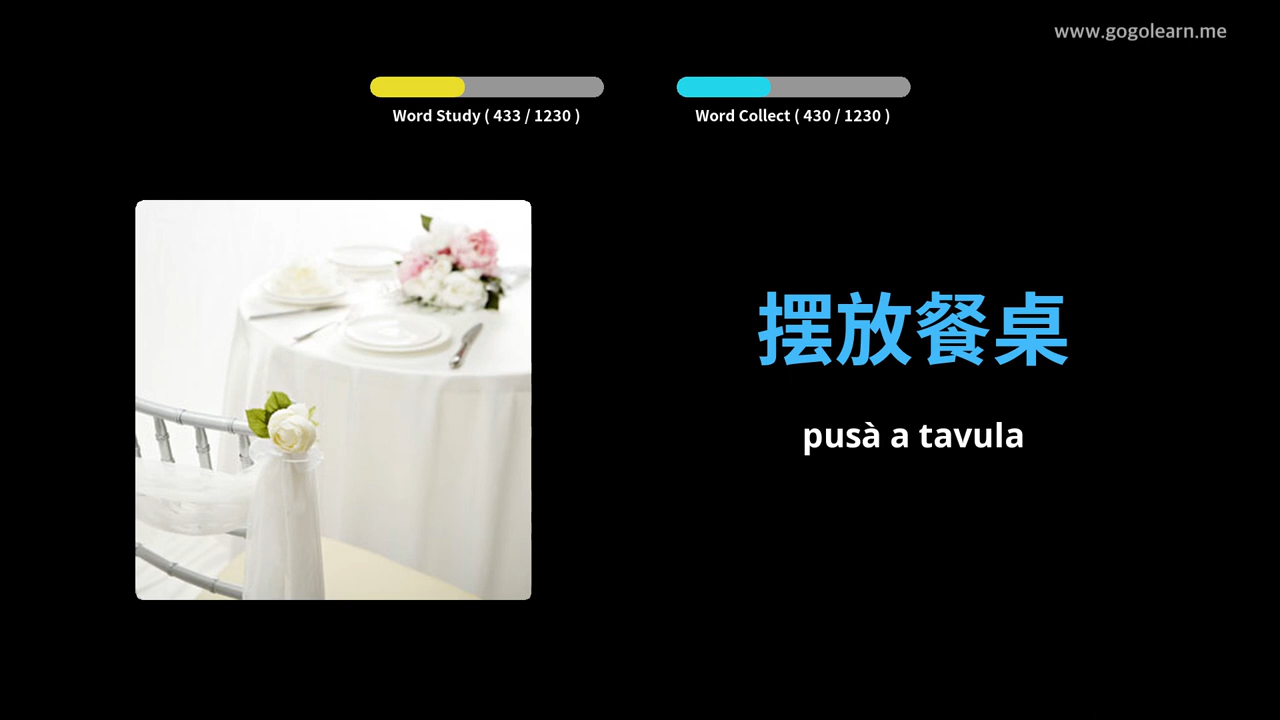 www.gogolearn.me
Word Study ( 433 / 1230 )
Word Collect ( 430 / 1230 )
摆放餐桌
pusà a tavula